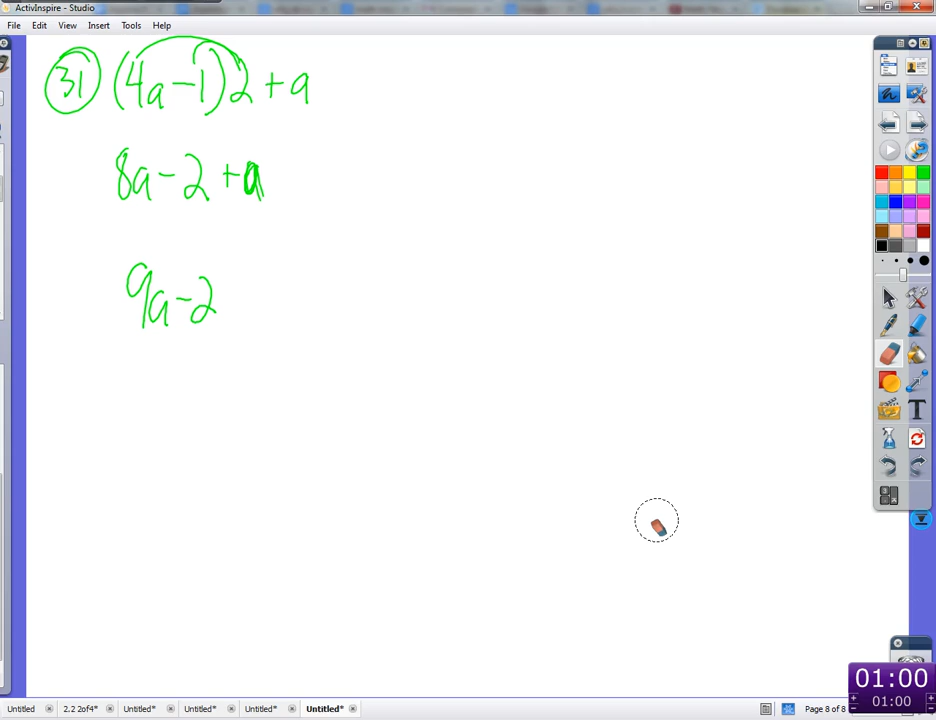 ActivInspire - Studio
File Edit View Insert Tools Help
31 (4a-1)2+a
8a-2+a
9a-2
01:00
01:00
Untitled 2.2 2of4* Untitled* Untitled* Untitled* Untitled* Page 8 of 8